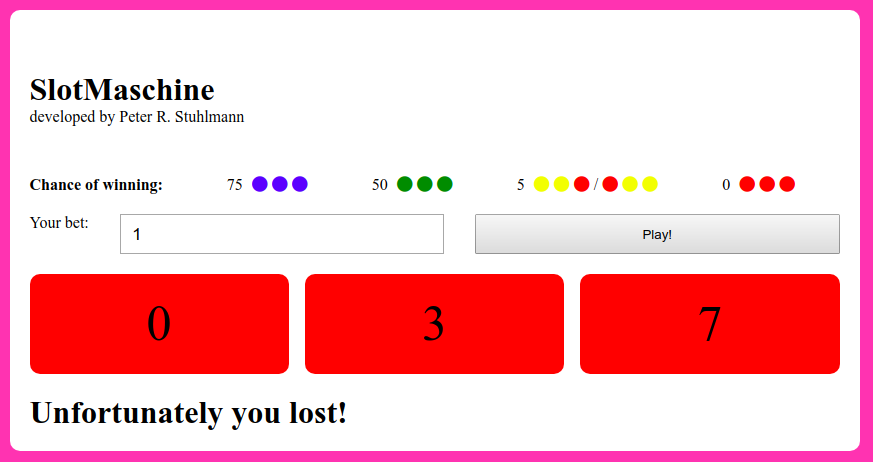 SlotMaschine
developed by Peter R. Stuhlmann
Chance of winning: 75 50 5 / 0
Your bet: 1 Play!
0 3 7
Unfortunately you lost!